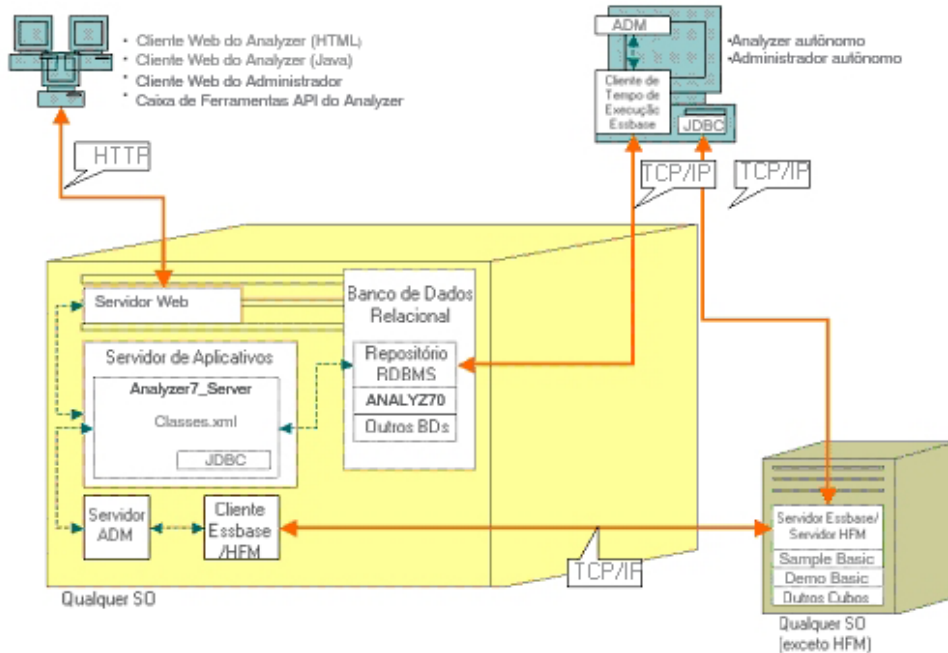 • Cliente Web do Analyzer (HTML)
• Cliente Web do Analyzer (Java)
• Cliente Web do Administrador
• Caixa de Ferramentas API do Analyzer
ADM
Cliente de
Tempo de
Execução
Essbase
JDBC
•Analyzer autônomo
•Administrador autônomo
HTTP
TCP/IP
TCP/IP
Servidor Web
Banco de Dados
Relacional
Repositório
RDBMS
ANALYZ70
Outros BDs
Servidor de Aplicativos
Analyzer7_Server
Classes.xml
JDBC
Servidor
ADM
Cliente
Essbase
/HFM
TCP/IP
Qualquer SO
Servidor Essbase/
Servidor HFM
Sample Basic
Demo Basic
Outros Cubos
Qualquer SO
(exceto HFM)